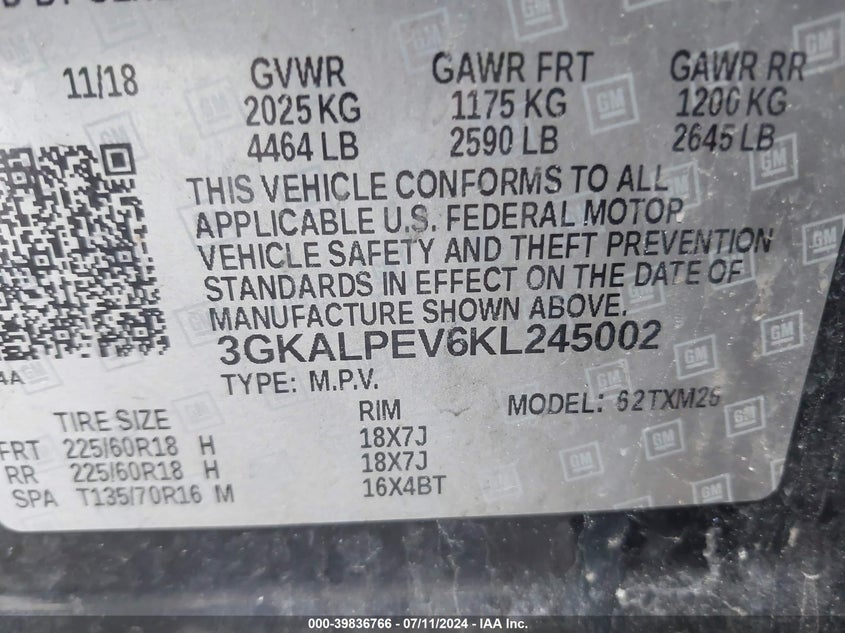 11/18 GVWR GAWR FRT GAWR RR
2025 KG 1175 KG 1200 KG
4464 LB 2590 LB 2645 LB
THIS VEHICLE CONFORMS TO ALL
APPLICABLE U.S. FEDERAL MOTOR
VEHICLE SAFETY AND THEFT PREVENTION
STANDARDS IN EFFECT ON THE DATE OF
MANUFACTURE SHOWN ABOVE.
3GKALPEV6KL245002
TYPE: M.P.V.
TIRE SIZE RIM MODEL: 62TXM26
FRT 225/60R18 H 18X7J
RR 225/60R18 H 18X7J
SPA T135/70R16 M 16X4BT
GM
000-39836766 - 07/11/2024 - IAA Inc.